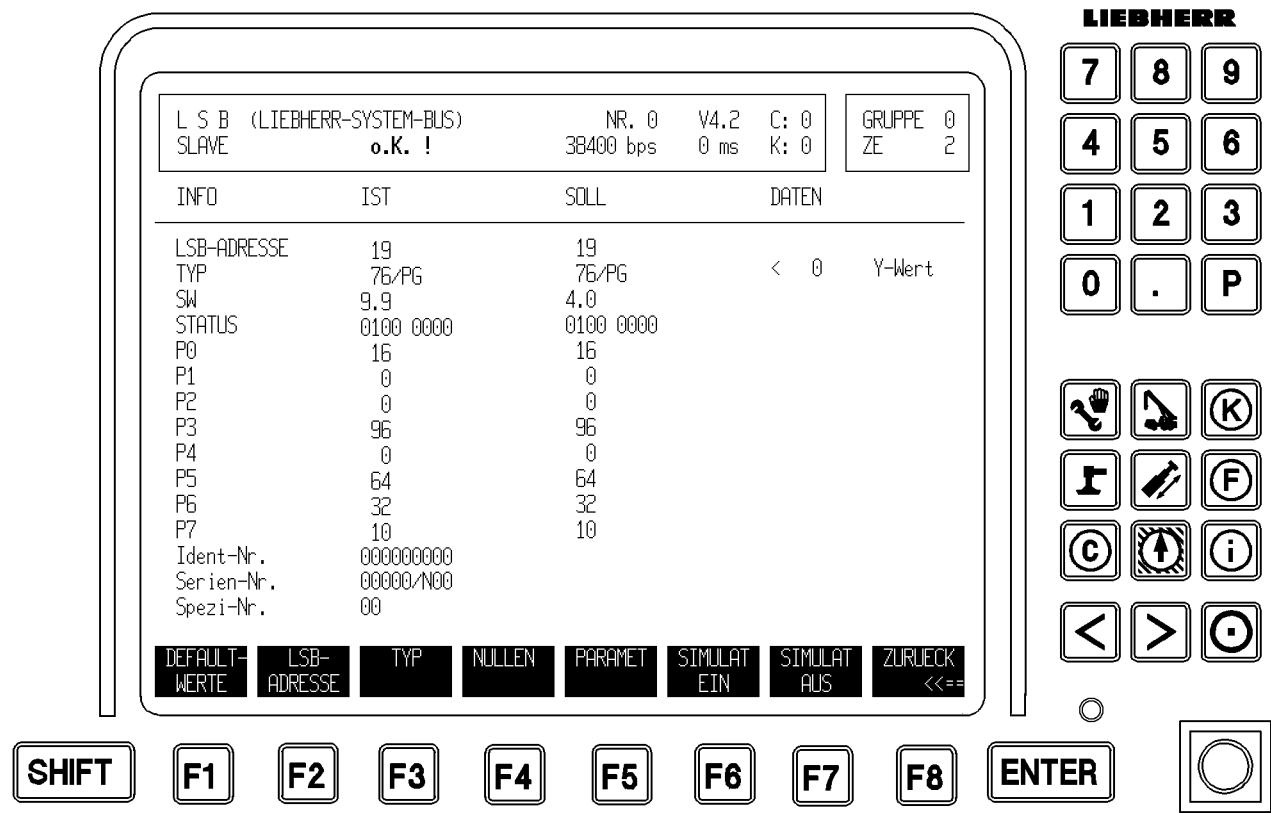 LIEBHERR
L S B (LIEBHERR-SYSTEM-BUS) NR. 0 V4.2 C: 0 GRUPPE 0
SLAVE o.K. ! 38400 bps 0 ms K: 0 ZE 2
INFO IST SOLL DATEN
LSB-ADRESSE 19 19
TYP 76/PG 76/PG < 0 Y-Wert
SW 9.9 4.0
STATUS 0100 0000 0100 0000
P0 16 16
P1 0 0
P2 0 0
P3 96 96
P4 0 0
P5 64 64
P6 32 32
P7 10 10
Ident-Nr. 000000000
Serien-Nr. 00000/N00
Spezi-Nr. 00
DEFAULT- LSB- TYP NULLEN PARAMET SIMULAT SIMULAT ZURUECK
WERTE ADRESSE EIN AUS <<==
7 8 9
4 5 6
1 2 3
0 . P
K
F
C i
< >
SHIFT F1 F2 F3 F4 F5 F6 F7 F8 ENTER